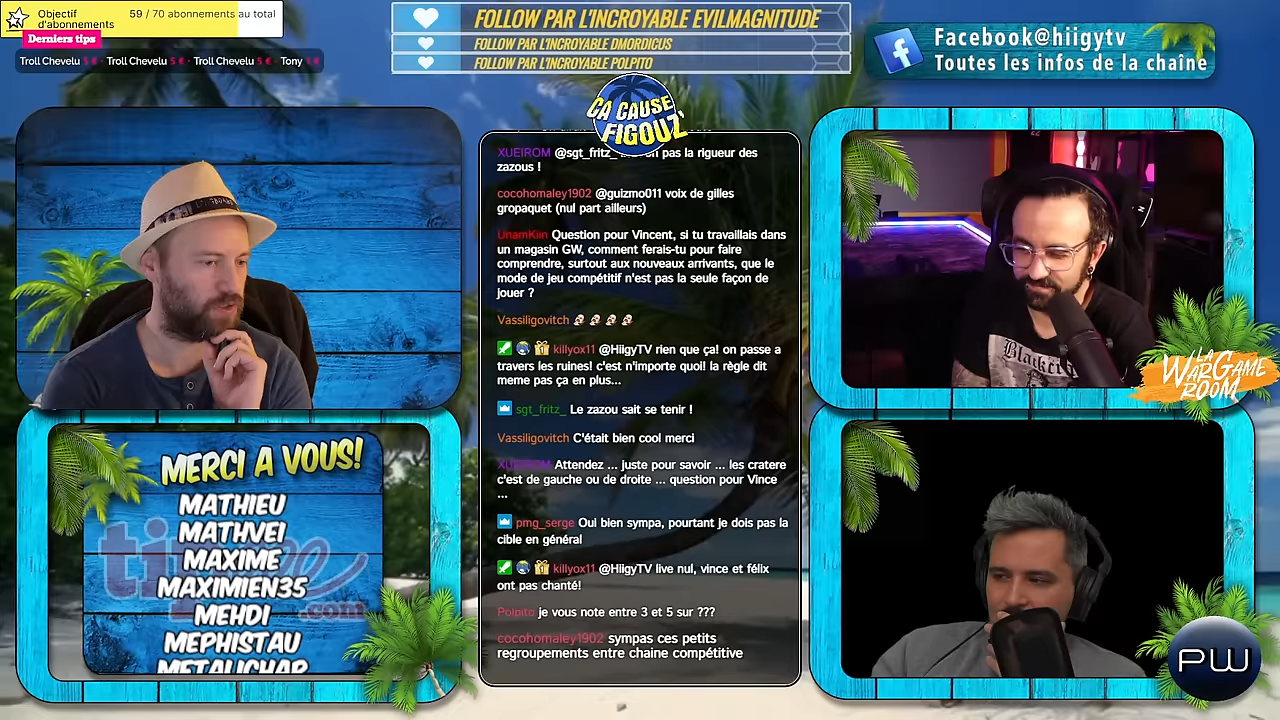 Objectif
d'abonnements
59 / 70 abonnements au total
Derniers tips
Troll Chevelu 5 € · Troll Chevelu 5 € · Troll Chevelu 5 € · Tony
FOLLOW PAR L'INCROYABLE EVILMAGNITUDE
FOLLOW PAR L'INCROYABLE DMORDICUS
FOLLOW PAR L'INCROYABLE POLPITO
Facebook@hiigytv
Toutes les infos de la chaîne
ÇA CAUSE
FIGOUZ'
XUEIROM @sgt_fritz_ pas la rigueur des
zazous !
cocohomaley1902 @guizmo011 voix de gilles
gropaquet (nul part ailleurs)
UnamKiin Question pour Vincent, si tu travaillais dans
un magasin GW, comment ferais-tu pour faire
comprendre, surtout aux nouveaux arrivants, que le
mode de jeu compétitif n'est pas la seule façon de
jouer ?
Vassiligovitch
killyox11 @HiigyTV rien que ça! on passe a
travers les ruines! c'est n'importe quoi! la règle dit
meme pas ça en plus...
sgt_fritz_ Le zazou sait se tenir !
Vassiligovitch C'était bien cool merci
XUEIROM Attendez ... juste pour savoir ... les cratere
c'est de gauche ou de droite ... question pour Vince
...
pmg_serge Oui bien sympa, pourtant je dois pas la
cible en général
killyox11 @HiigyTV live nul, vince et félix
ont pas chanté!
Polpito je vous note entre 3 et 5 sur ???
cocohomaley1902 sympas ces petits
regroupements entre chaine compétitive
LA
WARGAME
ROOM
MERCI A VOUS!
MATHIEU
MATHVEI
MAXIME
MAXIMIEN35
MEHDI
MEPHISTAU
METALICHAR
.com
PW